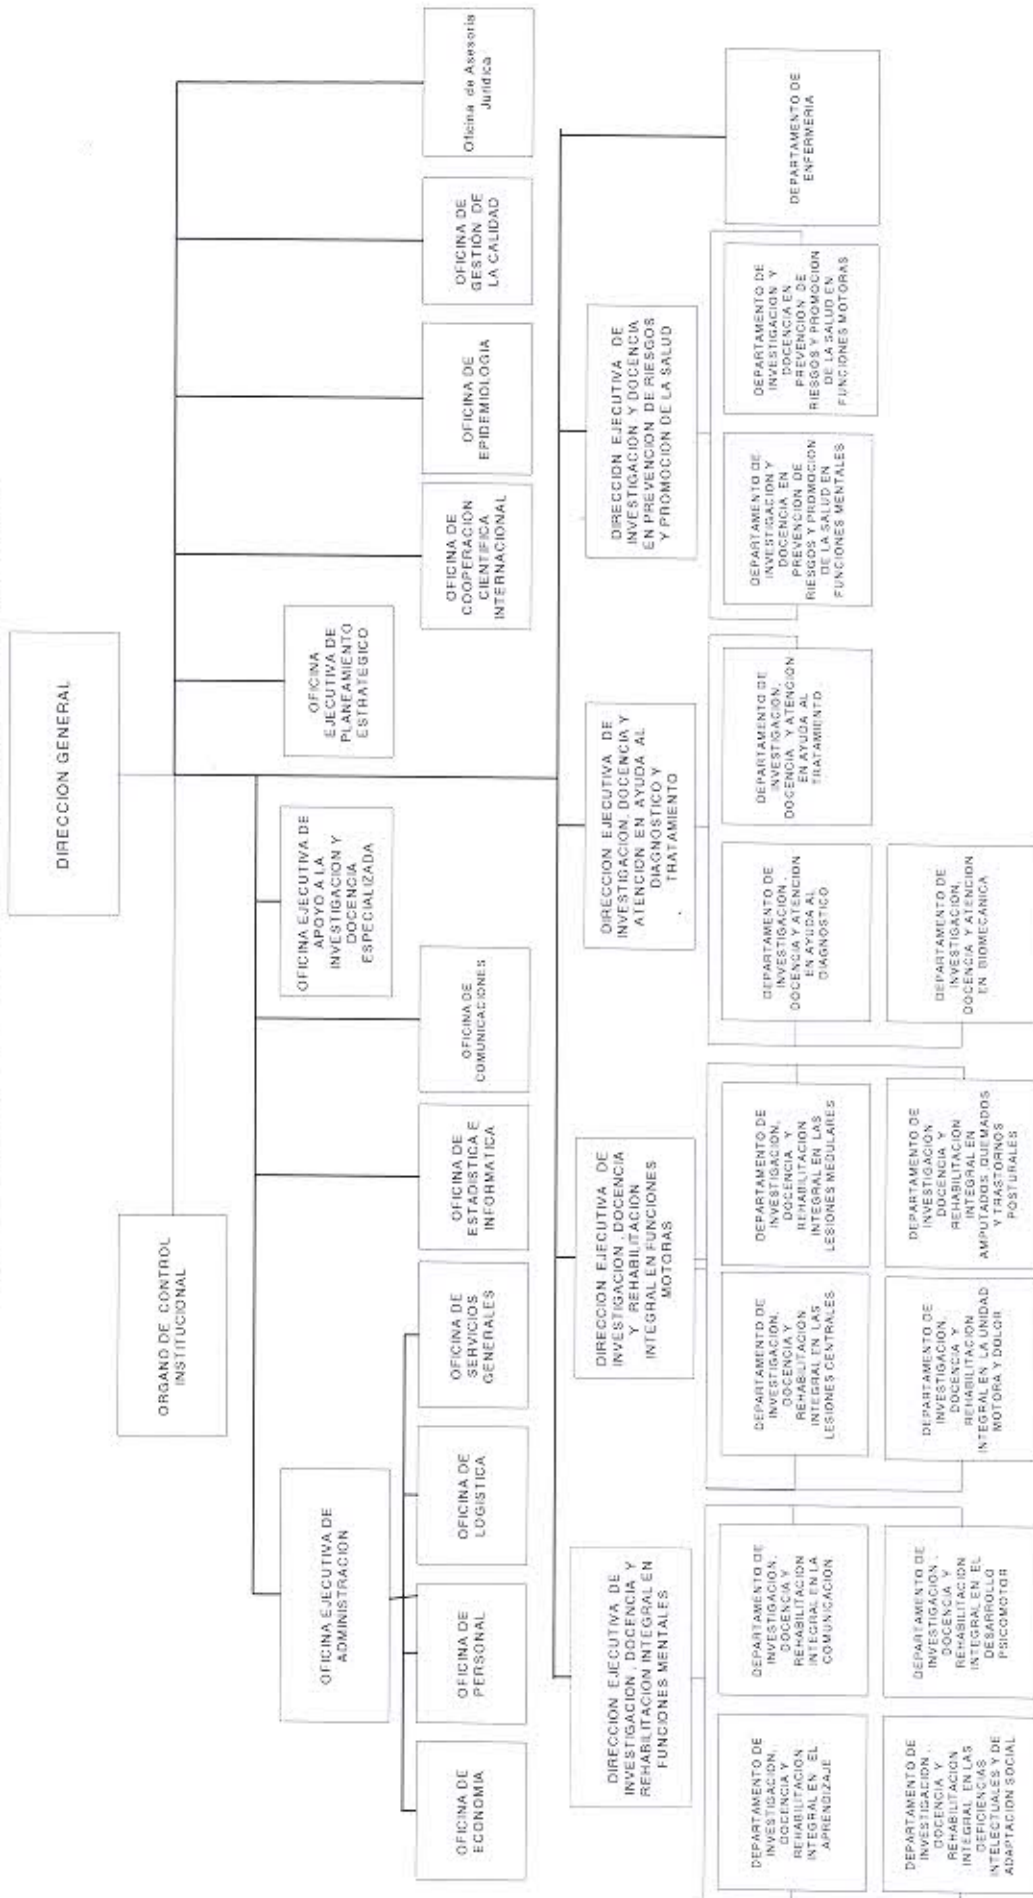 DIRECCION GENERAL
ORGANO DE CONTROL
INSTITUCIONAL
OFICINA EJECUTIVA DE
ADMINISTRACION
OFICINA EJECUTIVA DE
APOYO A LA
INVESTIGACION Y
DOCENCIA
ESPECIALIZADA
OFICINA
EJECUTIVA DE
PLANEAMIENTO
ESTRATEGICO
OFICINA DE
ECONOMIA
OFICINA DE
PERSONAL
OFICINA DE
LOGISTICA
OFICINA DE
SERVICIOS
GENERALES
OFICINA DE
ESTADISTICA E
INFORMATICA
OFICINA DE
COMUNICACIONES
OFICINA DE
COOPERACION
CIENTIFICA
INTERNACIONAL
OFICINA DE
EPIDEMIOLOGIA
OFICINA DE
GESTIÓN DE
LA CALIDAD
Oficina de Asesoria
Juridica
DIRECCION EJECUTIVA DE
INVESTIGACION, DOCENCIA Y
REHABILITACION INTEGRAL EN
FUNCIONES MENTALES
DIRECCION EJECUTIVA DE
INVESTIGACION, DOCENCIA
Y REHABILITACION
INTEGRAL EN FUNCIONES
MOTORAS
DIRECCION EJECUTIVA DE
INVESTIGACION, DOCENCIA Y
ATENCION EN AYUDA AL
DIAGNOSTICO Y
TRATAMIENTO
DIRECCION EJECUTIVA DE
INVESTIGACION Y DOCENCIA
EN PREVENCION DE RIESGOS
Y PROMOCION DE LA SALUD
DEPARTAMENTO DE
ENFERMERIA
DEPARTAMENTO DE
INVESTIGACION,
DOCENCIA Y
REHABILITACION
INTEGRAL EN EL
APRENDIZAJE
DEPARTAMENTO DE
INVESTIGACION,
DOCENCIA Y
REHABILITACION
INTEGRAL EN LA
COMUNICACION.
DEPARTAMENTO DE
INVESTIGACION,
DOCENCIA Y
REHABILITACION
INTEGRAL EN LAS
LESIONES CENTRALES
DEPARTAMENTO DE
INVESTIGACION,
DOCENCIA Y
REHABILITACION
INTEGRAL EN LAS
LESIONES MEDULARES
DEPARTAMENTO DE
INVESTIGACION,
DOCENCIA Y ATENCION
EN AYUDA AL
DIAGNOSTICO
DEPARTAMENTO DE
INVESTIGACION,
DOCENCIA Y ATENCION
EN AYUDA AL
TRATAMIENTO
DEPARTAMENTO DE
INVESTIGACION Y
DOCENCIA EN
PREVENCION DE
RIESGOS Y PROMOCION
DE LA SALUD EN
FUNCIONES MENTALES
DEPARTAMENTO DE
INVESTIGACION Y
DOCENCIA EN
PREVENCION DE
RIESGOS Y PROMOCION
DE LA SALUD EN
FUNCIONES MOTORAS
DEPARTAMENTO DE
INVESTIGACION,
DOCENCIA Y
REHABILITACION
INTEGRAL EN LAS
DEFICIENCIAS
INTELECTUALES Y DE
ADAPTACION SOCIAL
DEPARTAMENTO DE
INVESTIGACION,
DOCENCIA Y
REHABILITACION
INTEGRAL EN EL
DESARROLLO
PSICOMOTOR
DEPARTAMENTO DE
INVESTIGACION,
DOCENCIA Y
REHABILITACION
INTEGRAL EN LA UNIDAD
MOTORA Y DOLOR
DEPARTAMENTO DE
INVESTIGACION
DOCENCIA Y
REHABILITACION
INTEGRAL EN
AMPUTADOS ,QUEMADOS
Y TRASTORNOS
POSTURALES
DEPARTAMENTO DE
INVESTIGACION,
DOCENCIA Y ATENCION
EN BIOMECANICA